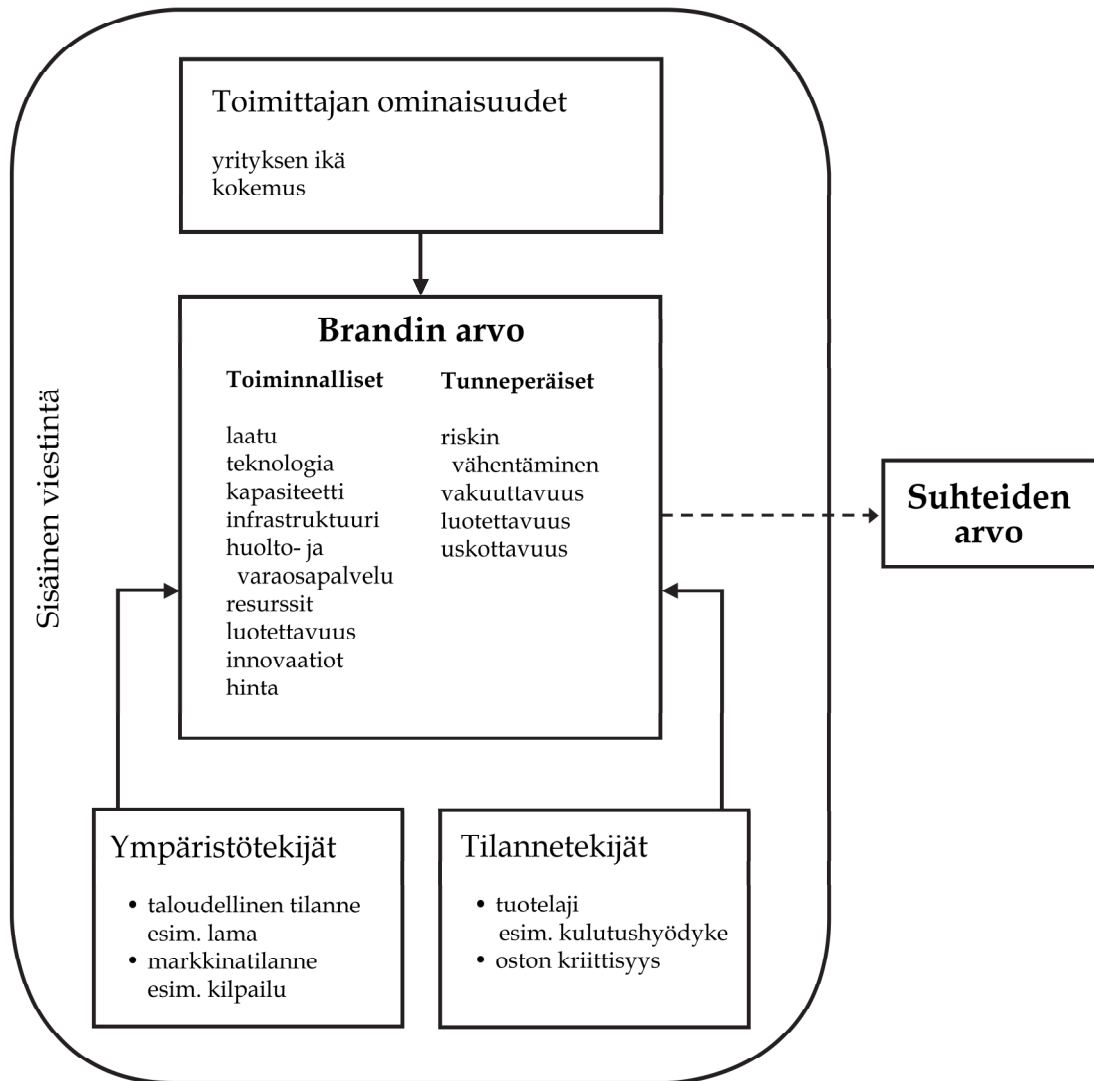 Toimittajan ominaisuudet
yrityksen ikä
kokemus
Sisäinen viestintä
Brandin arvo
Toiminnalliset
laatu
teknologia
kapasiteetti
infrastruktuuri
huolto- ja
varaosapalvelu
resurssit
luotettavuus
innovaatiot
hinta
Tunneperäiset
riskin
vähentäminen
vakuuttavuus
luotettavuus
uskottavuus
Suhteiden
arvo
Ympäristötekijät
• taloudellinen tilanne
esim. lama
• markkinatilanne
esim. kilpailu
Tilannetekijät
• tuotelaji
esim. kulutushyödyke
• oston kriittisyys